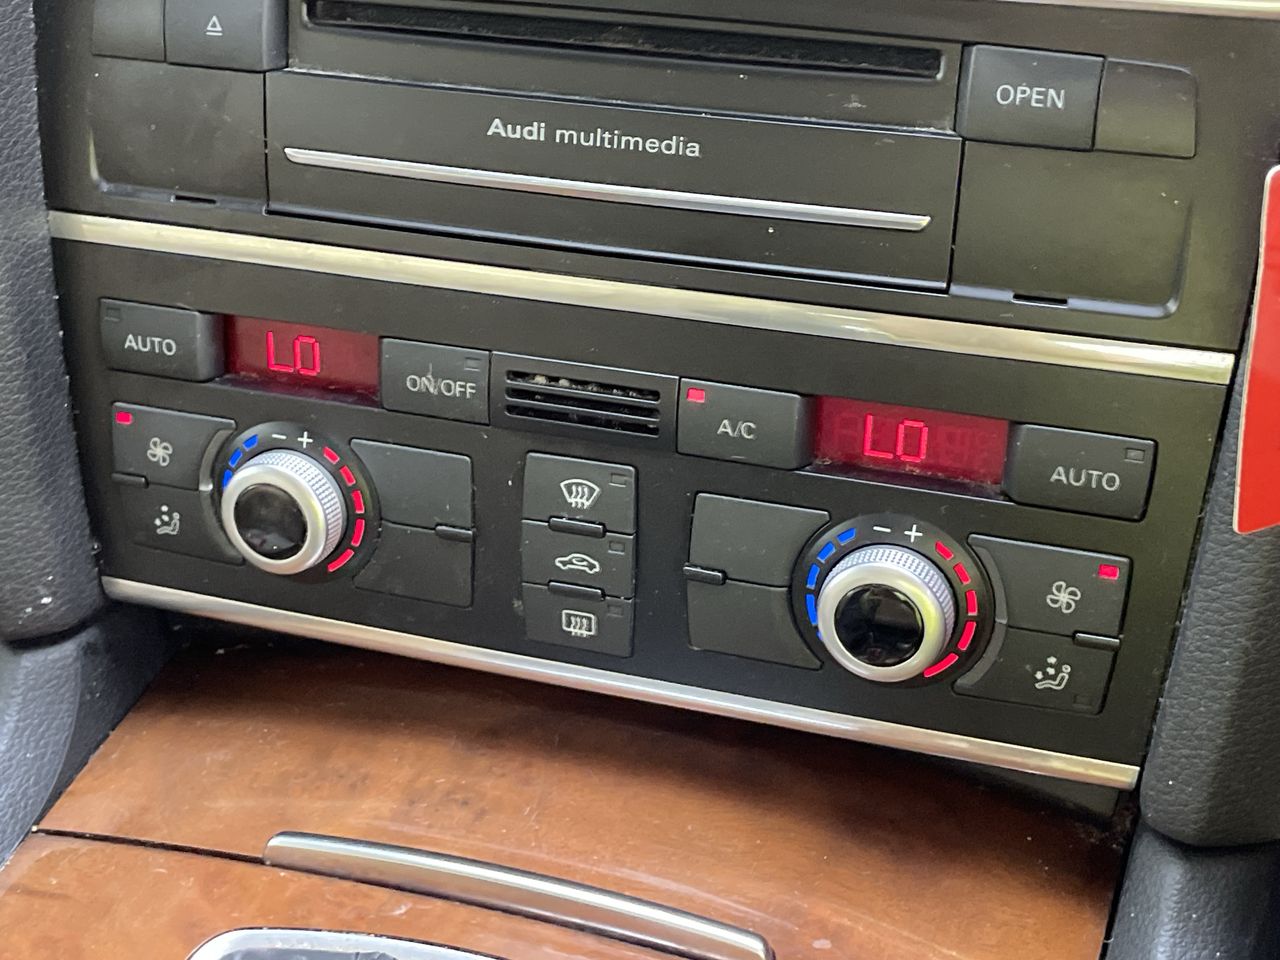 OPEN
Audi multimedia
AUTO
LO
ON/OFF
A/C
LO
AUTO
- +
- +